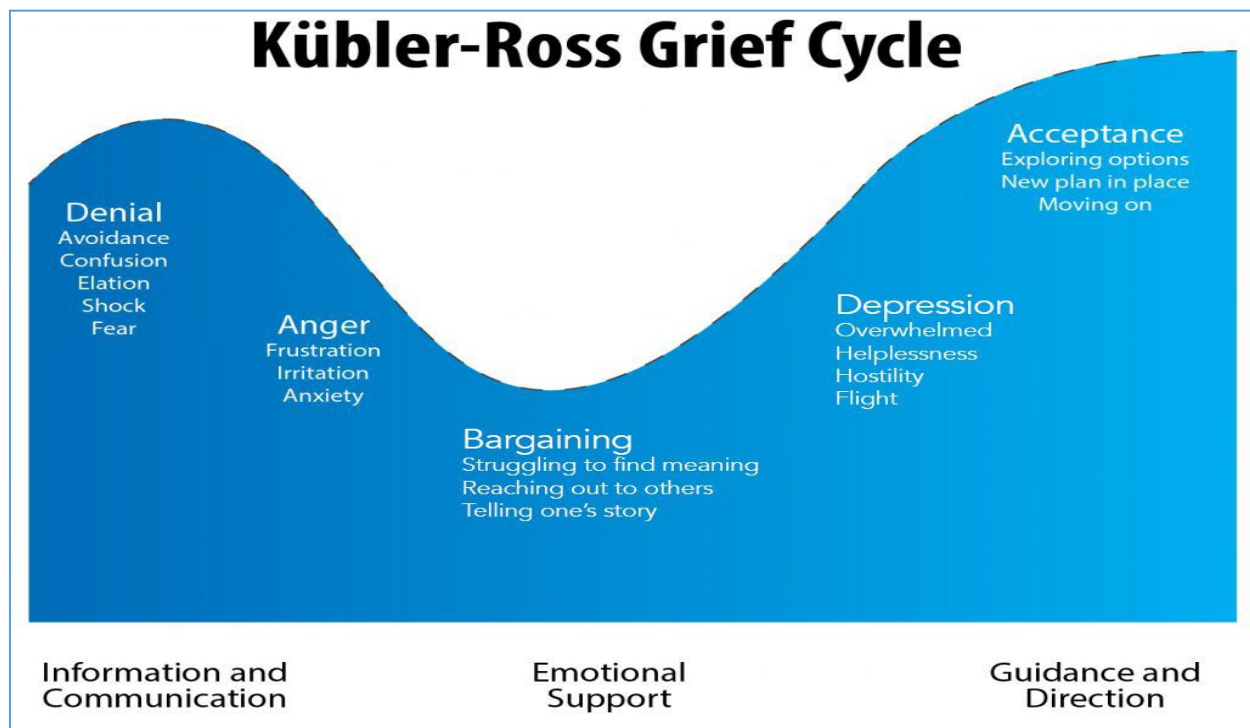 Kübler-Ross Grief Cycle
Denial
Avoidance
Confusion
Elation
Shock
Fear
Anger
Frustration
Irritation
Anxiety
Bargaining
Struggling to find meaning
Reaching out to others
Telling one's story
Depression
Overwhelmed
Helplessness
Hostility
Flight
Acceptance
Exploring options
New plan in place
Moving on
Information and
Communication
Emotional
Support
Guidance and
Direction